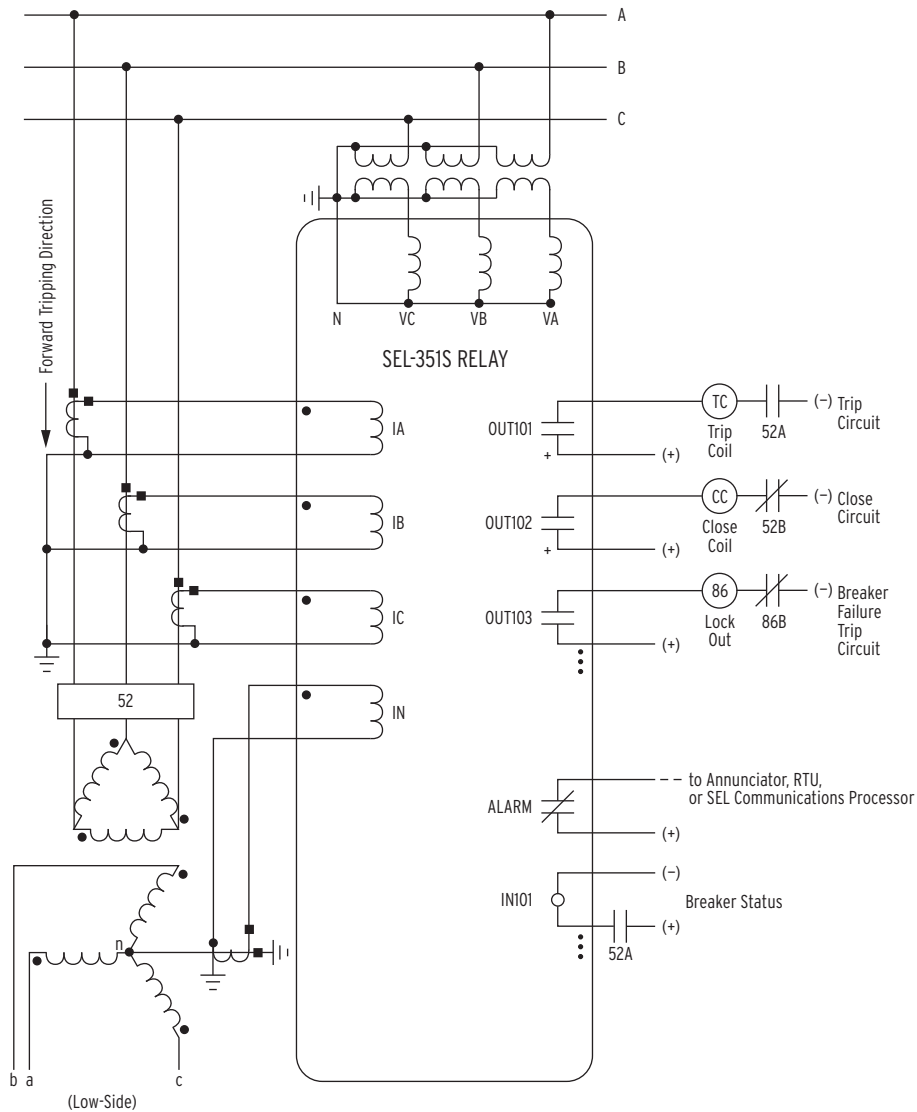 A
B
C
Forward Tripping Direction
N
VC
VB
VA
SEL-351S RELAY
IA
OUT101
+
(+)
TC
Trip
Coil
52A
(–) Trip
Circuit
IB
OUT102
+
(+)
CC
Close
Coil
52B
(–) Close
Circuit
IC
OUT103
(+)
86
Lock
Out
86B
(–) Breaker
Failure
Trip
Circuit
52
IN
ALARM
to Annunciator, RTU,
or SEL Communications Processor
(+)
IN101
(–)
Breaker Status
(+)
52A
n
b a
c
(Low-Side)